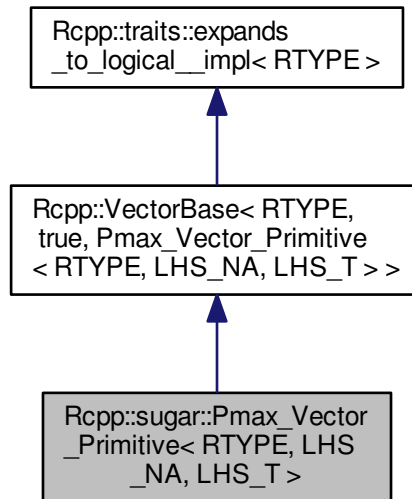 Rcpp::traits::expands
_to_logical__impl< RTYPE >
Rcpp::VectorBase< RTYPE,
true, Pmax_Vector_Primitive
< RTYPE, LHS_NA, LHS_T > >
Rcpp::sugar::Pmax_Vector
_Primitive< RTYPE, LHS
_NA, LHS_T >